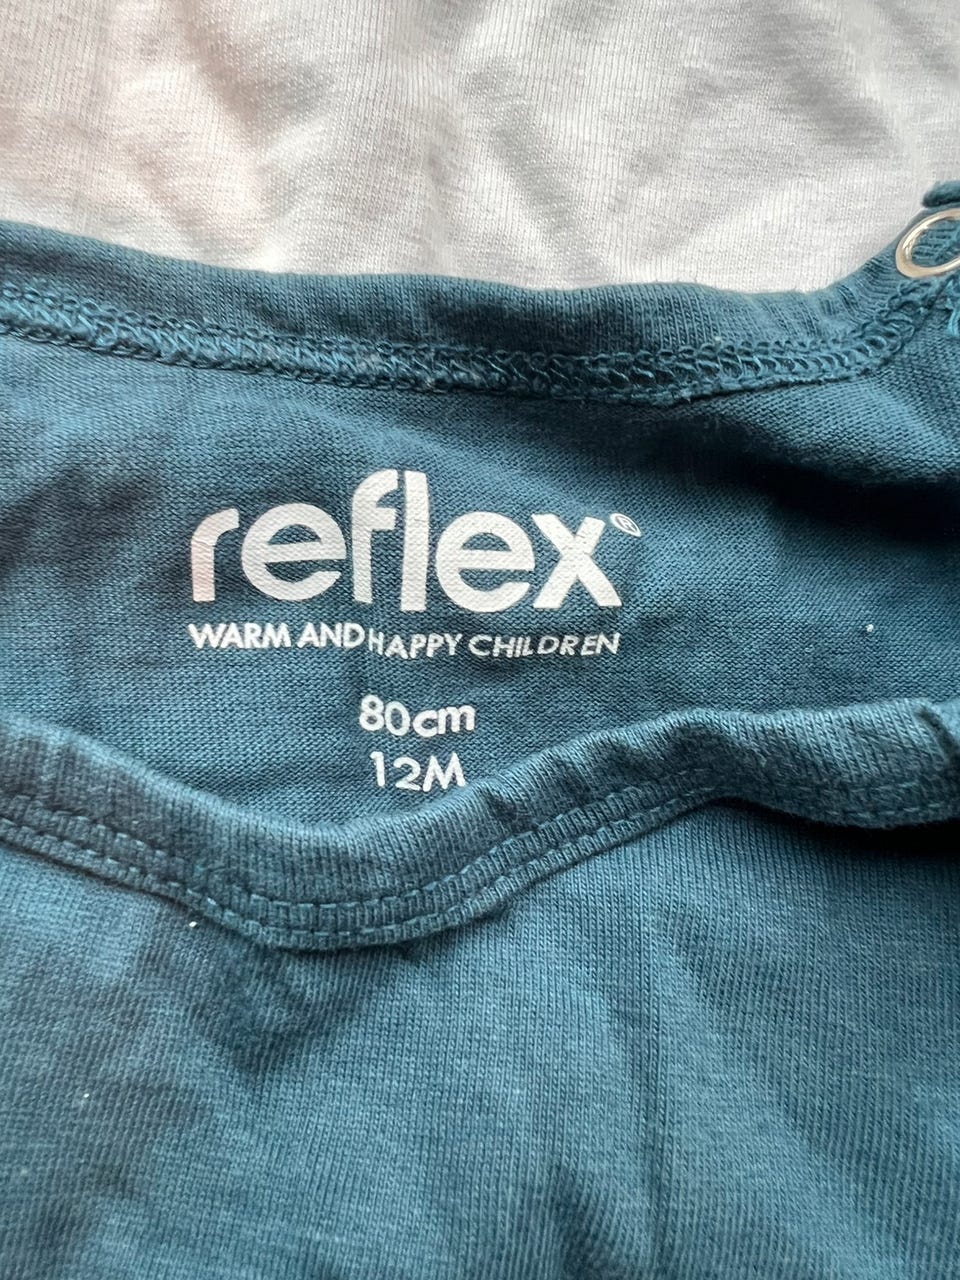 reflex®
WARM AND HAPPY CHILDREN
80cm
12M